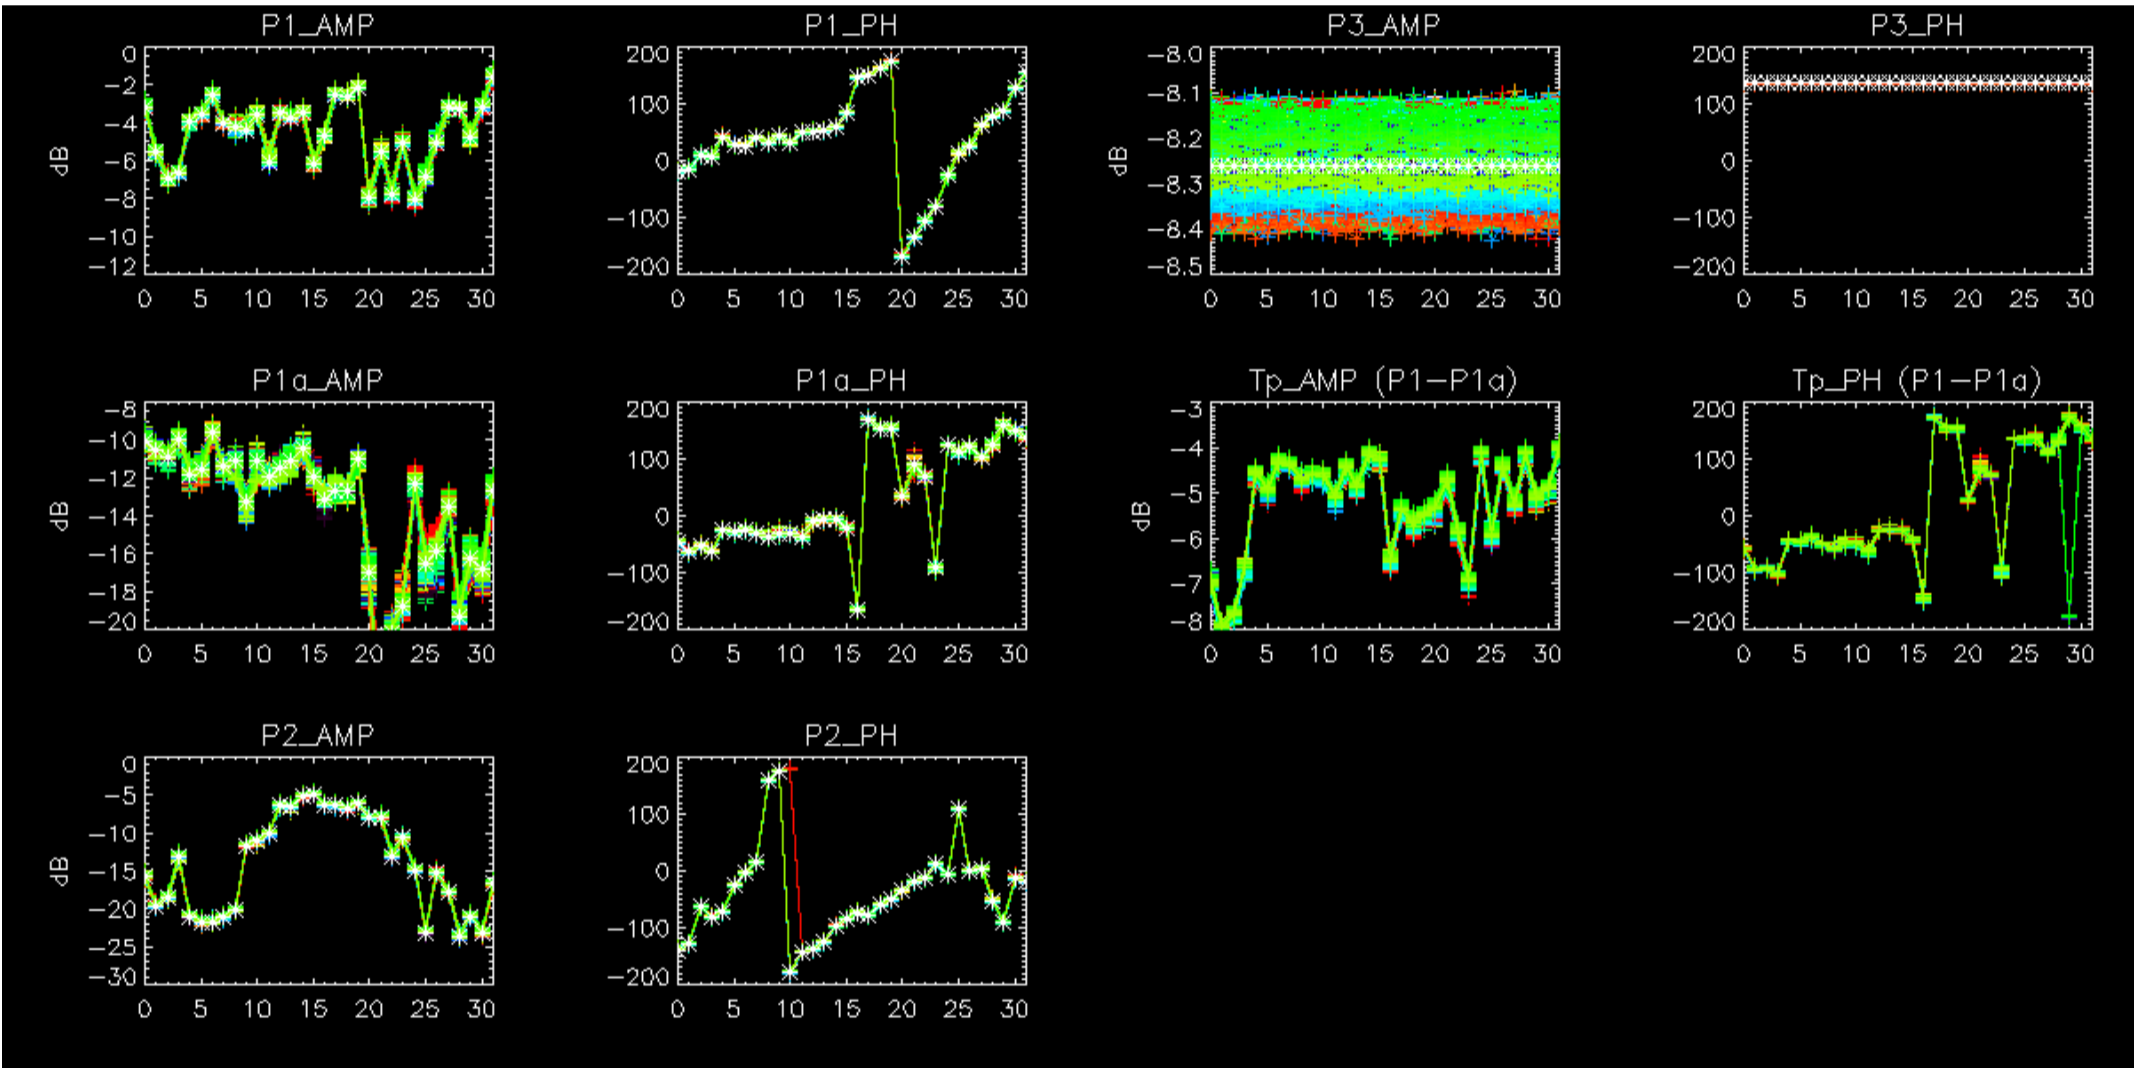 P1_AMP
0
−2
−4
−6
−8
−10
−12
dB
0 5 10 15 20 25 30
P1_PH
200
100
0
−100
−200
0 5 10 15 20 25 30
P3_AMP
−8.0
−8.1
−8.2
−8.3
−8.4
−8.5
dB
0 5 10 15 20 25 30
P3_PH
200
100
0
−100
−200
0 5 10 15 20 25 30
P1a_AMP
−8
−10
−12
−14
−16
−18
−20
dB
0 5 10 15 20 25 30
P1a_PH
200
100
0
−100
−200
0 5 10 15 20 25 30
Tp_AMP (P1−P1a)
−3
−4
−5
−6
−7
−8
dB
0 5 10 15 20 25 30
Tp_PH (P1−P1a)
200
100
0
−100
−200
0 5 10 15 20 25 30
P2_AMP
0
−5
−10
−15
−20
−25
−30
dB
0 5 10 15 20 25 30
P2_PH
200
100
0
−100
−200
0 5 10 15 20 25 30